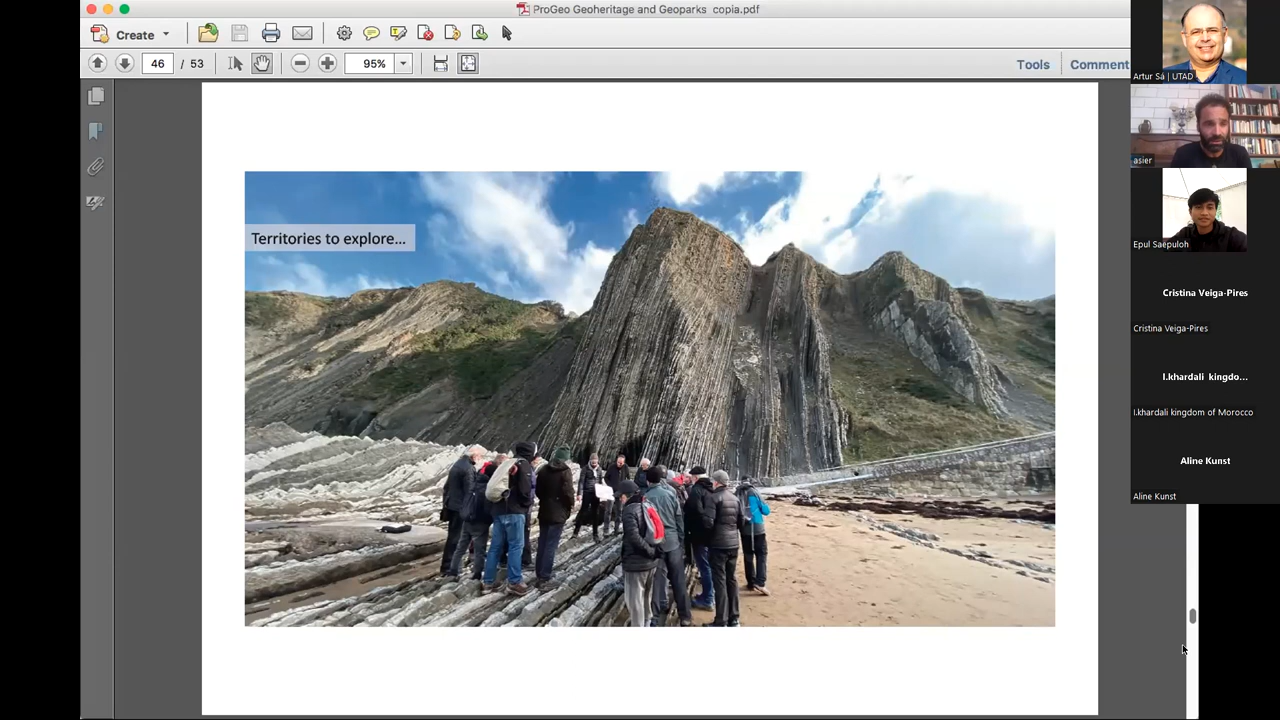 ProGeo Geoheritage and Geoparks copia.pdf
Create
46 / 53
95%
Tools
Comment
Territories to explore...
Artur Sá | UTAD
asier
Epul Saepuloh
Cristina Veiga-Pires
Cristina Veiga-Pires
I.khardali kingdo...
I.khardali kingdom of Morocco
Aline Kunst
Aline Kunst